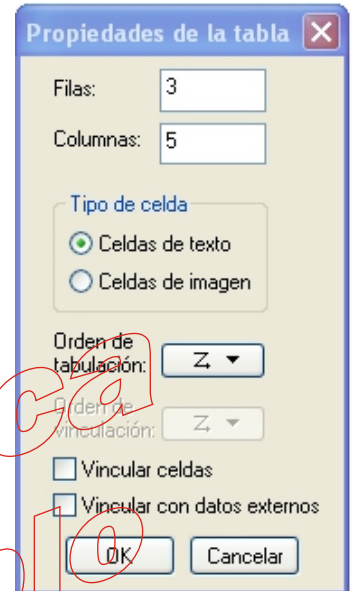 Propiedades de la tabla
Filas: 3
Columnas: 5
Tipo de celda
Celdas de texto
Celdas de imagen
Orden de
tabulación:
Orden de
vinculación:
Vincular celdas
Vincular con datos externos
OK Cancelar